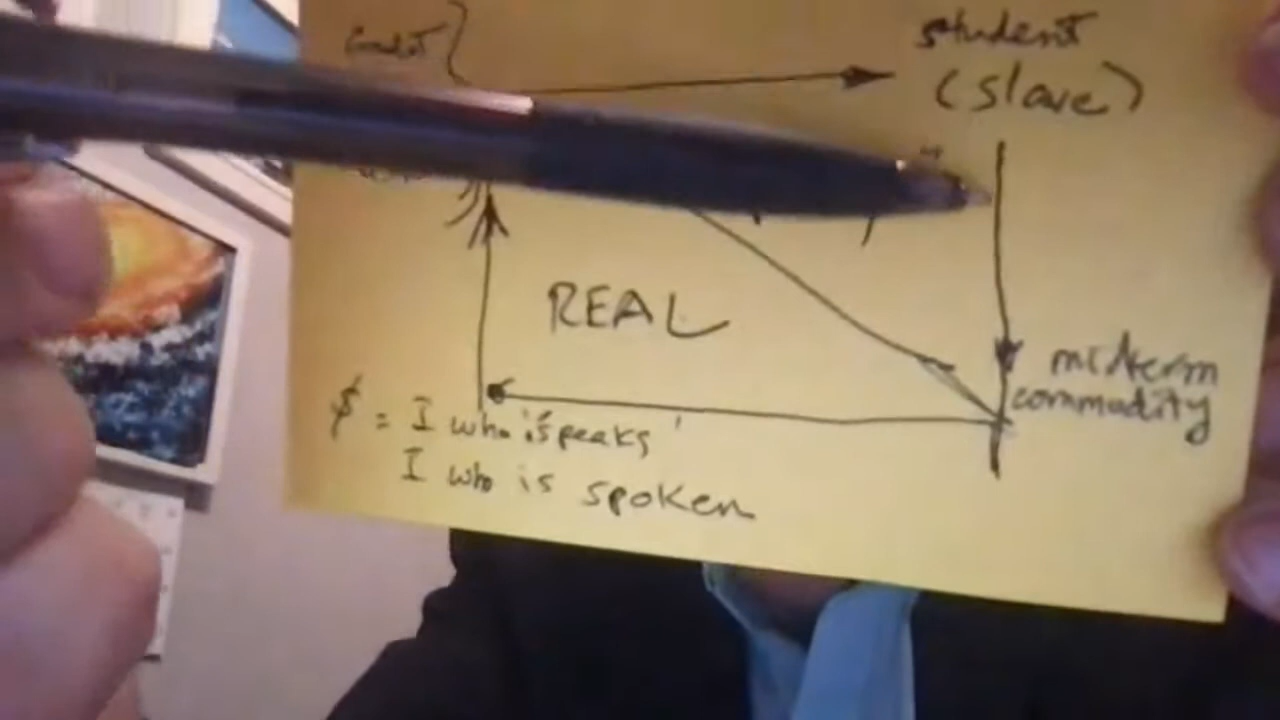 student
(slave)
REAL
midterm
commodity
$ = I who "speaks"
I who is spoken